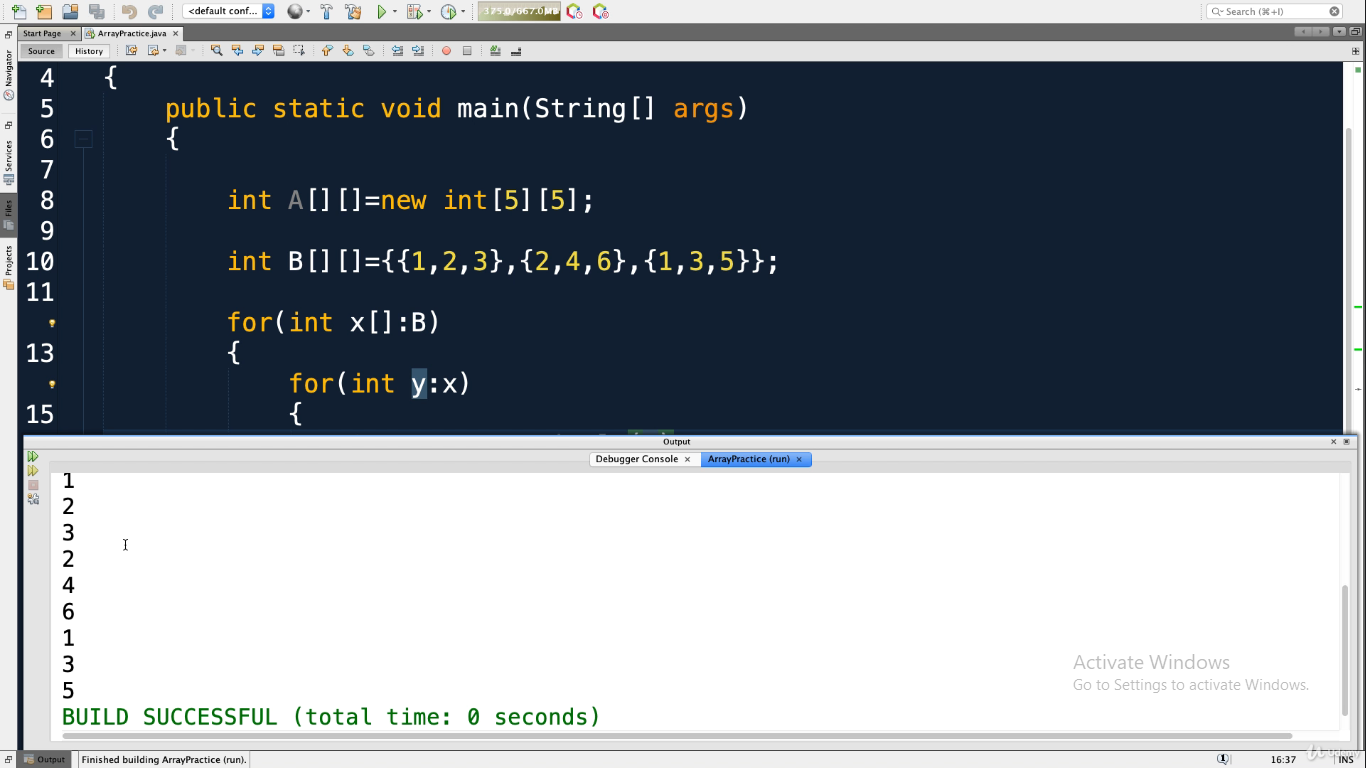 <default conf...
375.0/667.0MB
Search (⌘+I)
Start Page
ArrayPractice.java
Source
History
Navigator
Services
Files
Projects
4 {
5 public static void main(String[] args)
6 {
7
8 int A[][]=new int[5][5];
9
10 int B[][]={{1,2,3},{2,4,6},{1,3,5}};
11
for(int x[]:B)
13 {
for(int y:x)
15 {
Output
Debugger Console
ArrayPractice (run)
1
2
3
2
4
6
1
3
5
BUILD SUCCESSFUL (total time: 0 seconds)
Activate Windows
Go to Settings to activate Windows.
Output
Finished building ArrayPractice (run).
1
16:37
INS
Udemy